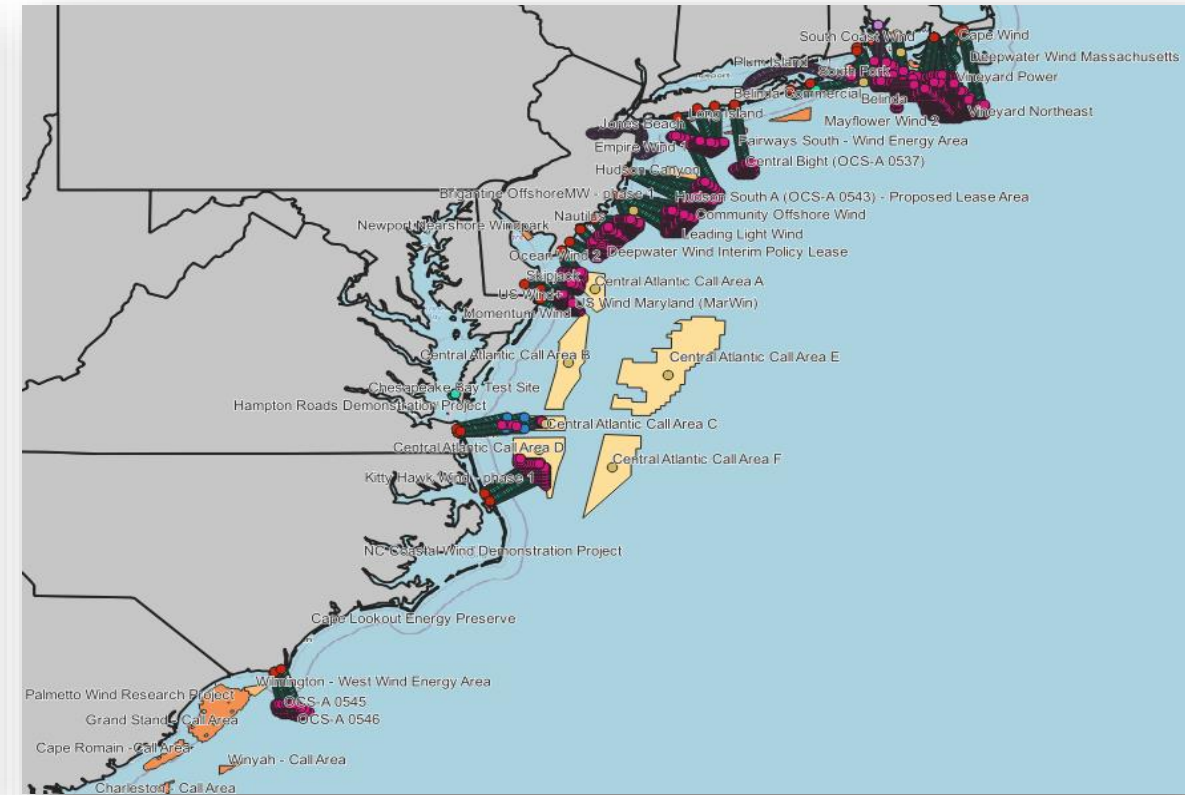 South Coast Wind
Cape Wind
Deepwater Wind Massachusetts
Plum Island
South Fork
Vineyard Power
Belinda Commercial
Belinda
Vineyard Northeast
Long Island
Mayflower Wind 2
Jones Beach
Fairways South - Wind Energy Area
Empire Wind 1
Central Bight (OCS-A 0537)
Hudson Canyon
Brigantine OffshoreMW - phase 1
Hudson South A (OCS-A 0543) - Proposed Lease Area
Nautilus
Community Offshore Wind
Newport Nearshore Windpark
Leading Light Wind
Ocean Wind 2
Deepwater Wind Interim Policy Lease
Skipjack
Central Atlantic Call Area A
US Wind
US Wind Maryland (MarWin)
Momentum Wind
Central Atlantic Call Area B
Central Atlantic Call Area E
Chesapeake Bay Test Site
Hampton Roads Demonstration Project
Central Atlantic Call Area C
Central Atlantic Call Area D
Central Atlantic Call Area F
Kitty Hawk Wind - phase 1
NC Coastal Wind Demonstration Project
Cape Lookout Energy Preserve
Wilmington - West Wind Energy Area
Palmetto Wind Research Project
OCS-A 0545
Grand Stand - Call Area
OCS-A 0546
Cape Romain - Call Area
Winyah - Call Area
Charleston - Call Area